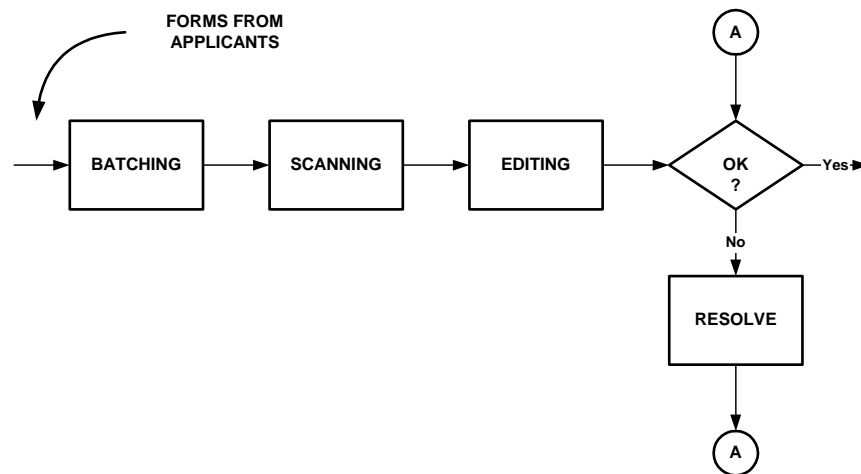 FORMS FROM
APPLICANTS
A
BATCHING
SCANNING
EDITING
OK
?
Yes
No
RESOLVE
A